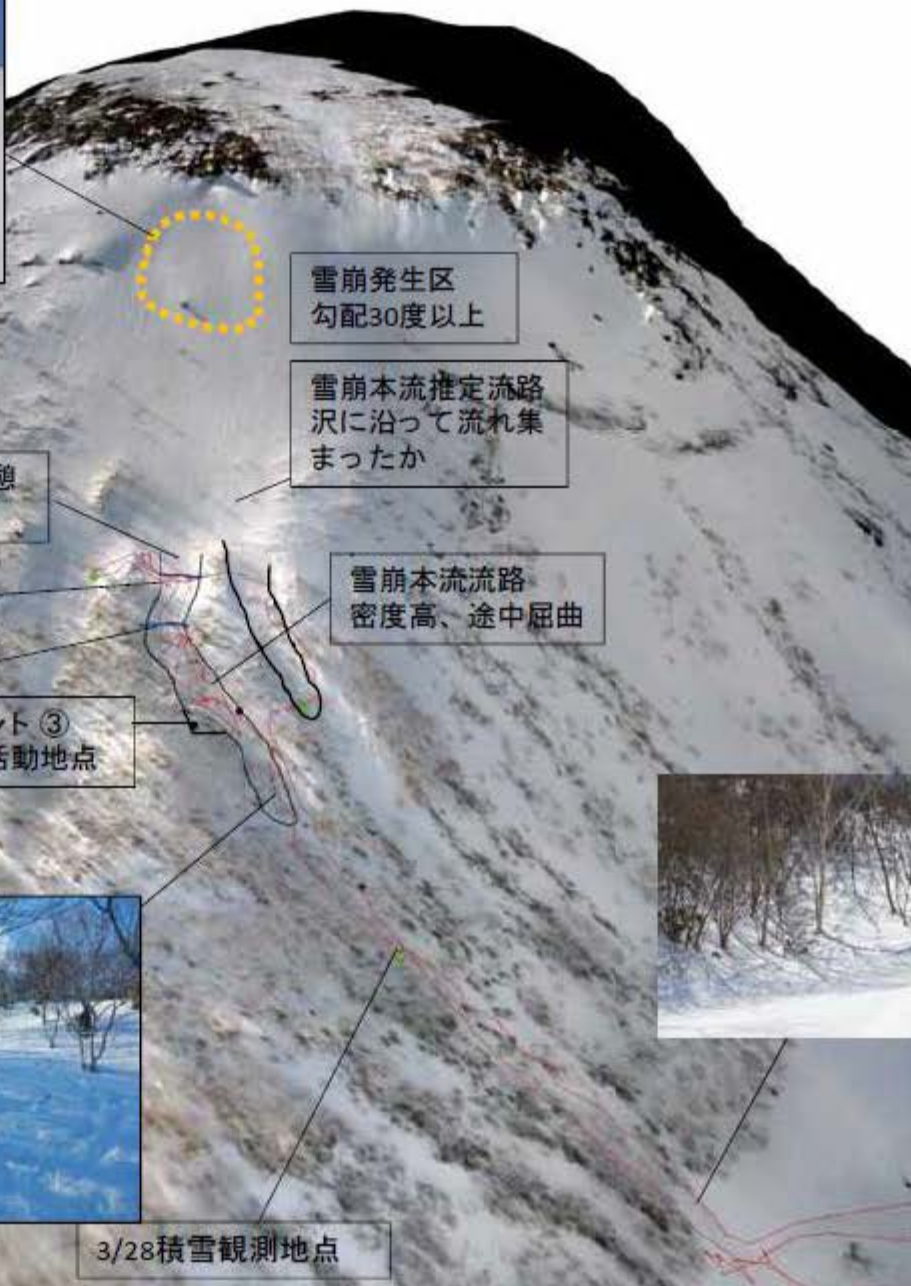 雪崩発生区
勾配30度以上
雪崩本流推定流路
沢に沿って流れ集
まったか
憩
雪崩本流流路
密度高、途中屈曲
ット ③
活動地点
3/28積雪観測地点